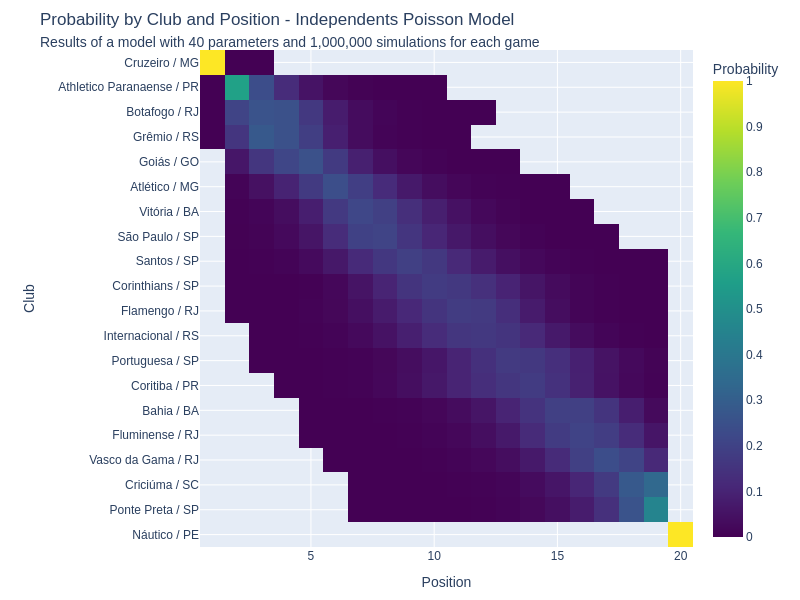 Probability by Club and Position - Independents Poisson Model
Results of a model with 40 parameters and 1,000,000 simulations for each game
Probability
Club
Cruzeiro / MG
Athletico Paranaense / PR
Botafogo / RJ
Grêmio / RS
Goiás / GO
Atlético / MG
Vitória / BA
São Paulo / SP
Santos / SP
Corinthians / SP
Flamengo / RJ
Internacional / RS
Portuguesa / SP
Coritiba / PR
Bahia / BA
Fluminense / RJ
Vasco da Gama / RJ
Criciúma / SC
Ponte Preta / SP
Náutico / PE
5
10
15
20
Position
1
0.9
0.8
0.7
0.6
0.5
0.4
0.3
0.2
0.1
0